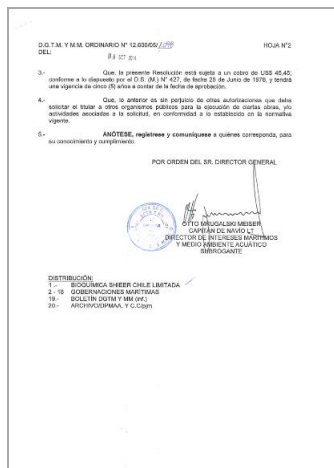 D.G.T.M. Y M.M. ORDINARIO N° 12.600/05/ HOJA N°2
DEL: OCT 2014
3.- Que, la presente Resolución está sujeta a un cobro de US$ 45,45;
conforme a lo dispuesto por el D.S. (M) N° 427, de fecha 25 de Junio de 1979, y tendrá
una vigencia de cinco (5) años a contar de la fecha de aprobación.
4.- Que, lo anterior es sin perjuicio de otras autorizaciones que deba
solicitar el titular a otros organismos públicos para la ejecución de ciertas obras, y/o
actividades asociadas a la solicitud, en conformidad a lo establecido en la normativa
vigente.
5.- ANÓTESE, regístrese y comuníquese a quiénes corresponda, para
su conocimiento y cumplimiento.
POR ORDEN DEL SR. DIRECTOR GENERAL
OTTO MRUGALSKI MEISER
CAPITÁN DE NAVÍO LT
DIRECTOR DE INTERESES MARÍTIMOS
Y MEDIO AMBIENTE ACUÁTICO
SUBROGANTE
DISTRIBUCIÓN:
1 .- BIOQUÍMICA SHEER CHILE LIMITADA
2 - 18 GOBERNACIONES MARÍTIMAS
19.- BOLETÍN DGTM Y MM (inf.)
20.- ARCHIVO/DPMAA. Y C.C/pjm